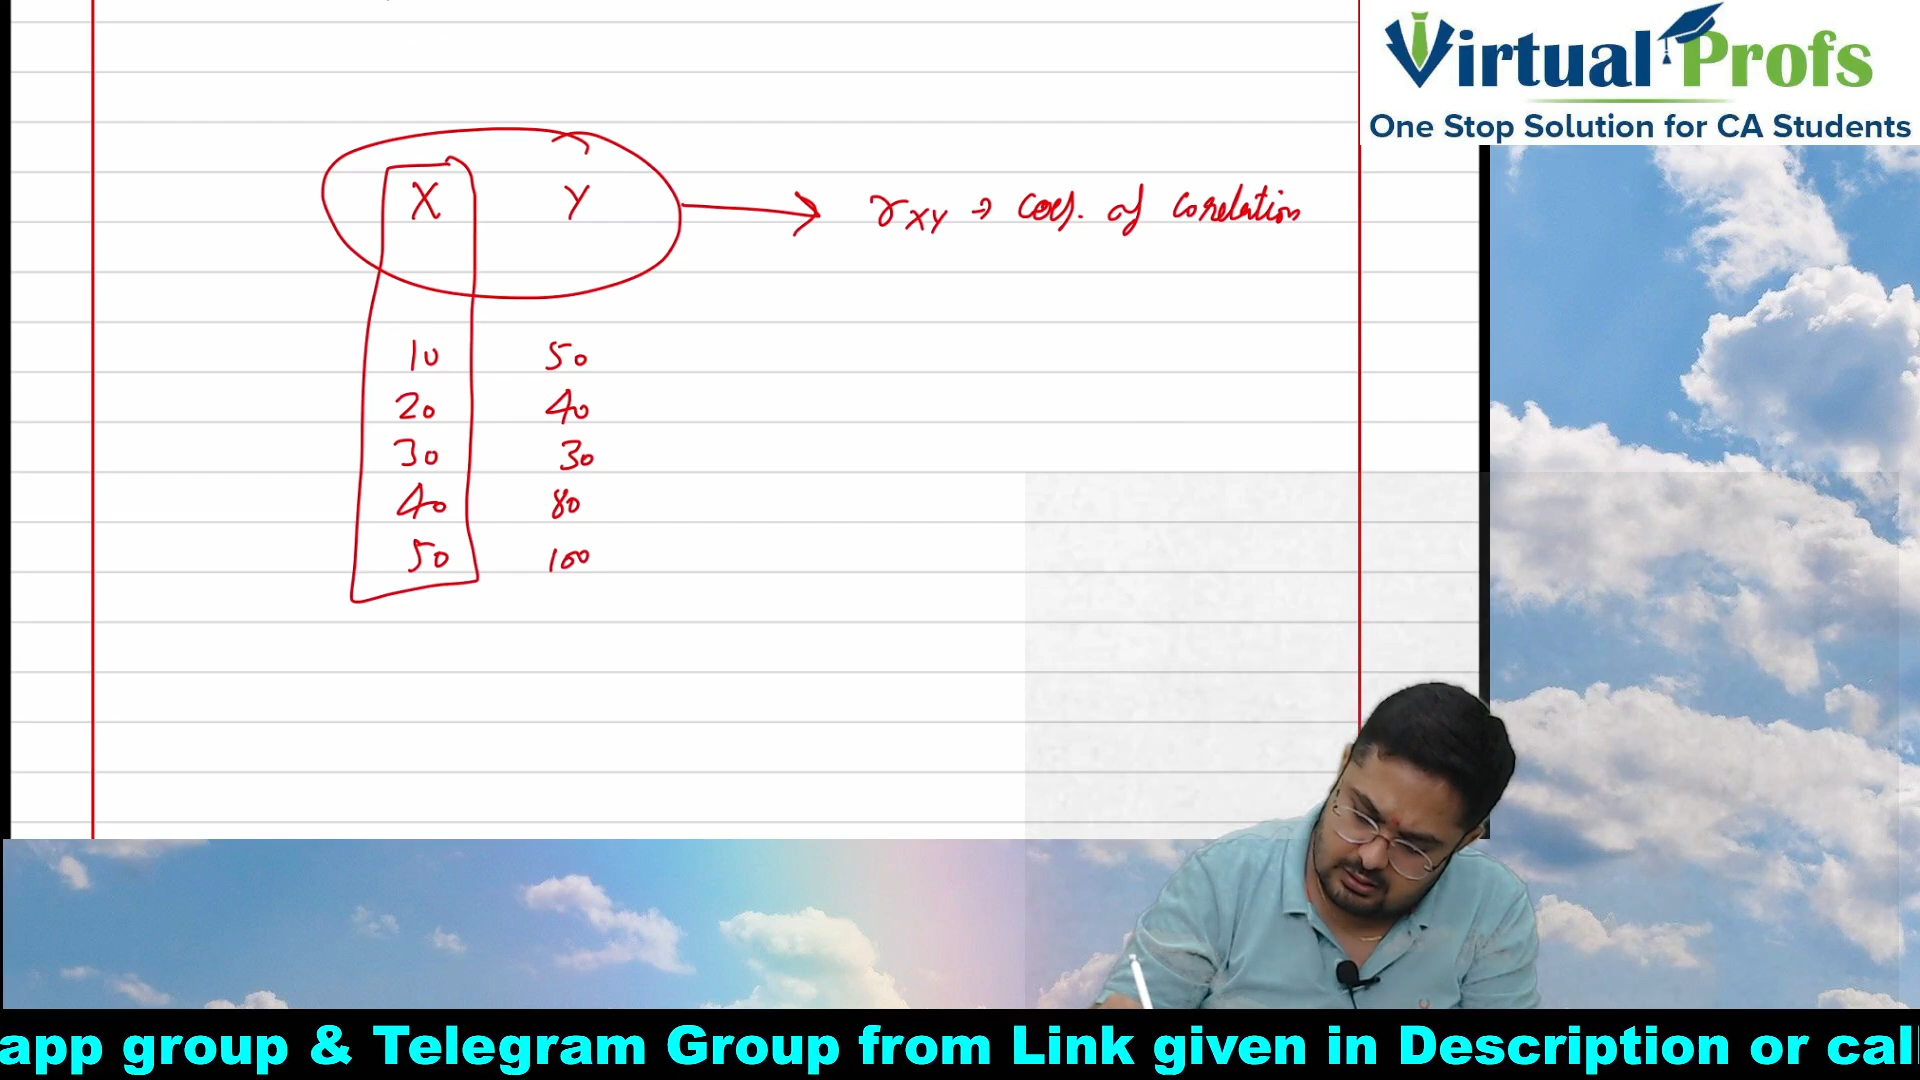 Virtual Profs
One Stop Solution for CA Students
X Y → r XY → coef. of corelation
10 50
20 40
30 30
40 80
50 100
app group & Telegram Group from Link given in Description or call